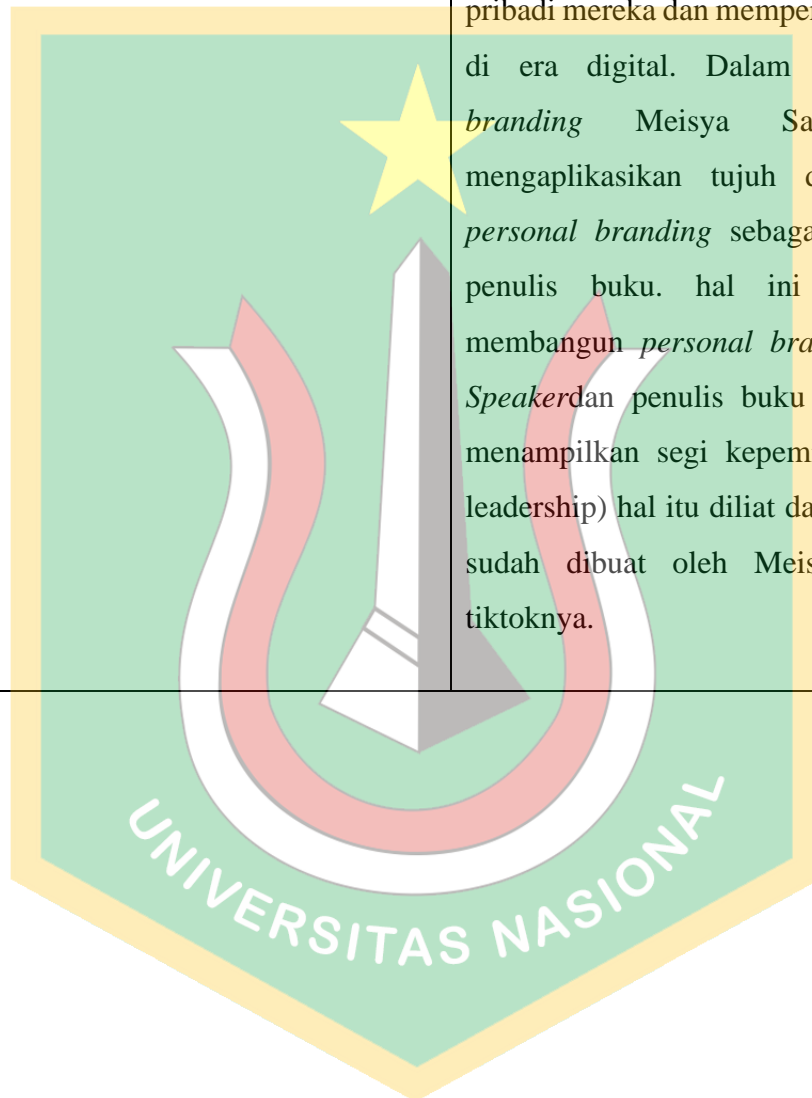 pribadi mereka dan memper
di era digital. Dalam
branding Meisya Sa
mengaplikasikan tujuh
personal branding sebaga
penulis buku. hal ini
membangun personal bra
Speakerdan penulis buku
menampilkan segi kepem
leadership) hal itu diliat da
sudah dibuat oleh Meis
tiktoknya.
UNIVERSITAS NASIONAL